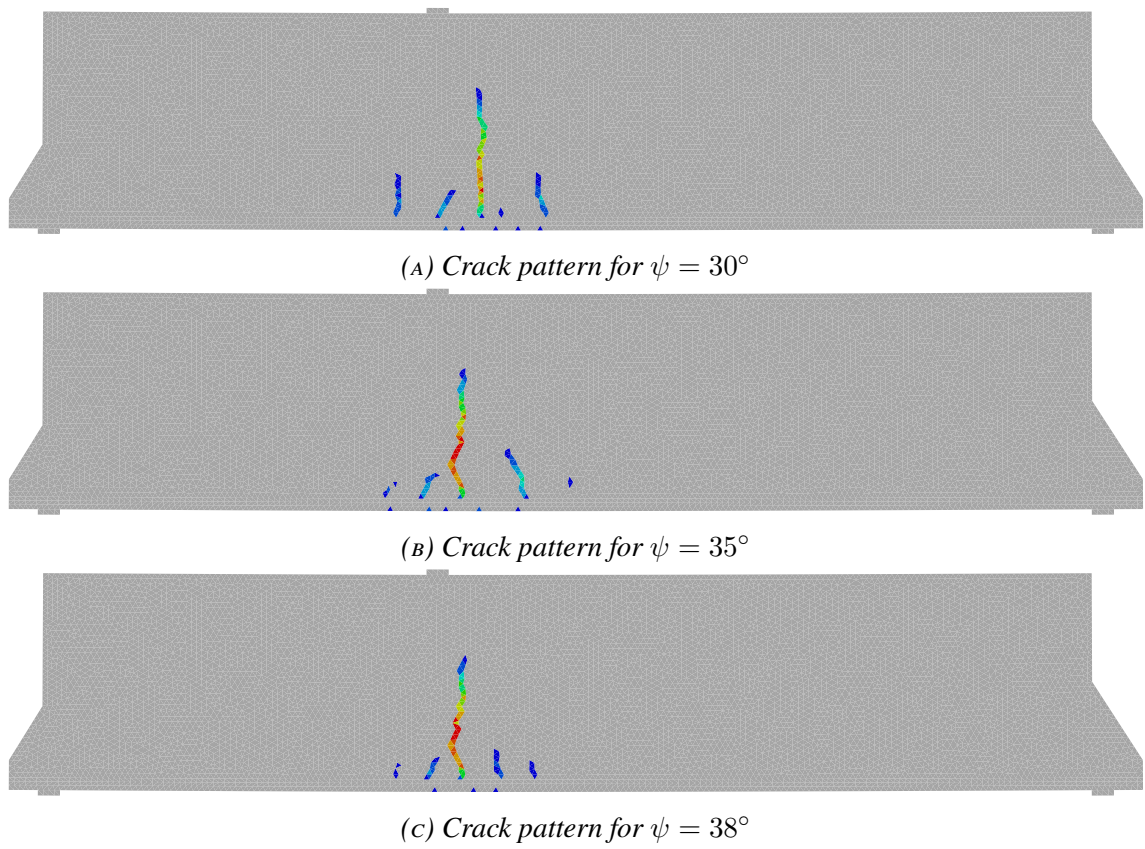 (A) Crack pattern for ψ = 30°
(B) Crack pattern for ψ = 35°
(C) Crack pattern for ψ = 38°